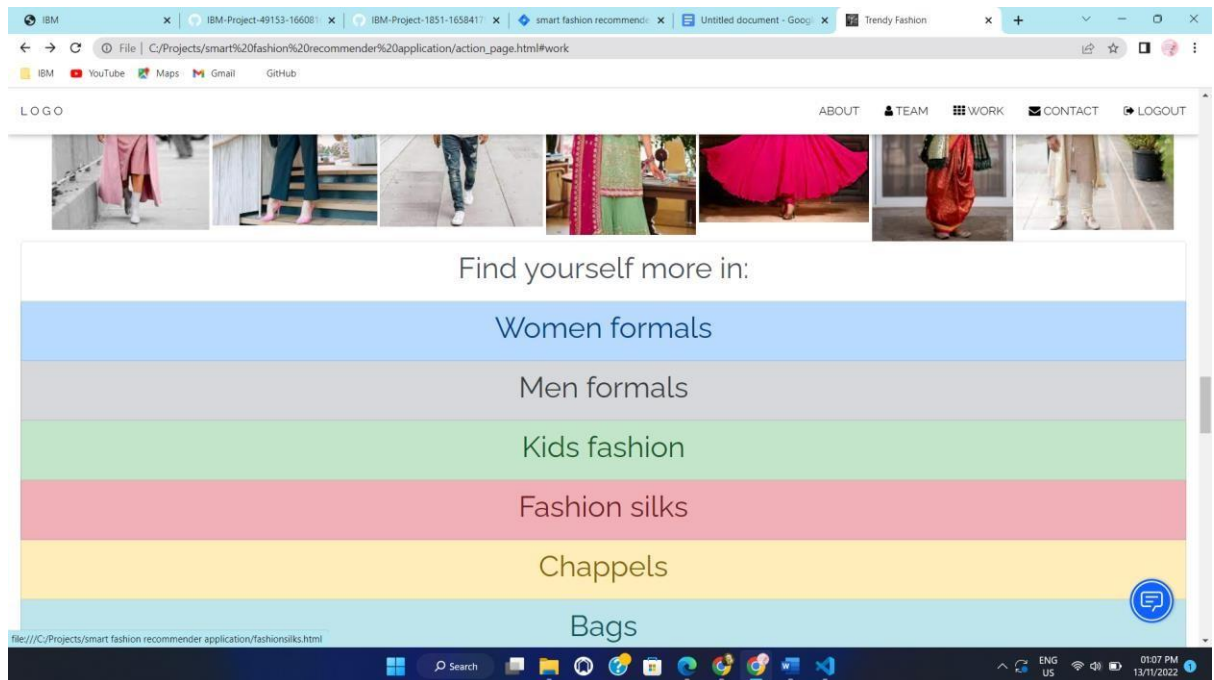 IBM
IBM-Project-49153-166081
IBM-Project-1851-1658417
smart fashion recommende
Untitled document - Googl
Trendy Fashion
File | C:/Projects/smart%20fashion%20recommender%20application/action_page.html#work
IBM YouTube Maps Gmail GitHub
LOGO
ABOUT TEAM WORK CONTACT LOGOUT
Find yourself more in:
Women formals
Men formals
Kids fashion
Fashion silks
Chappels
Bags
file:///C:/Projects/smart fashion recommender application/fashionsilks.html
Search
ENG
US
01:07 PM
13/11/2022
1